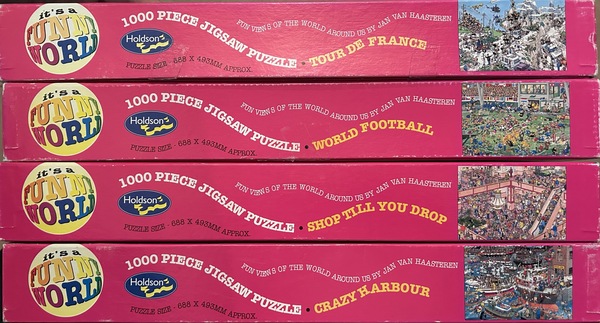 it's a
FUNNY
WORLD
Holdson
1000 PIECE JIGSAW PUZZLE • TOUR DE FRANCE
FUN VIEWS OF THE WORLD AROUND US BY JAN VAN HAASTEREN
PUZZLE SIZE - 688 X 493MM APPROX.
it's a
FUNNY
WORLD
Holdson
1000 PIECE JIGSAW PUZZLE • WORLD FOOTBALL
FUN VIEWS OF THE WORLD AROUND US BY JAN VAN HAASTEREN
PUZZLE SIZE - 688 X 493MM APPROX.
it's a
FUNNY
WORLD
Holdson
1000 PIECE JIGSAW PUZZLE • SHOP TILL YOU DROP
FUN VIEWS OF THE WORLD AROUND US BY JAN VAN HAASTEREN
PUZZLE SIZE - 688 X 493MM APPROX.
it's a
FUNNY
WORLD
Holdson
1000 PIECE JIGSAW PUZZLE • CRAZY HARBOUR
FUN VIEWS OF THE WORLD AROUND US BY JAN VAN HAASTEREN
PUZZLE SIZE - 688 X 493MM APPROX.